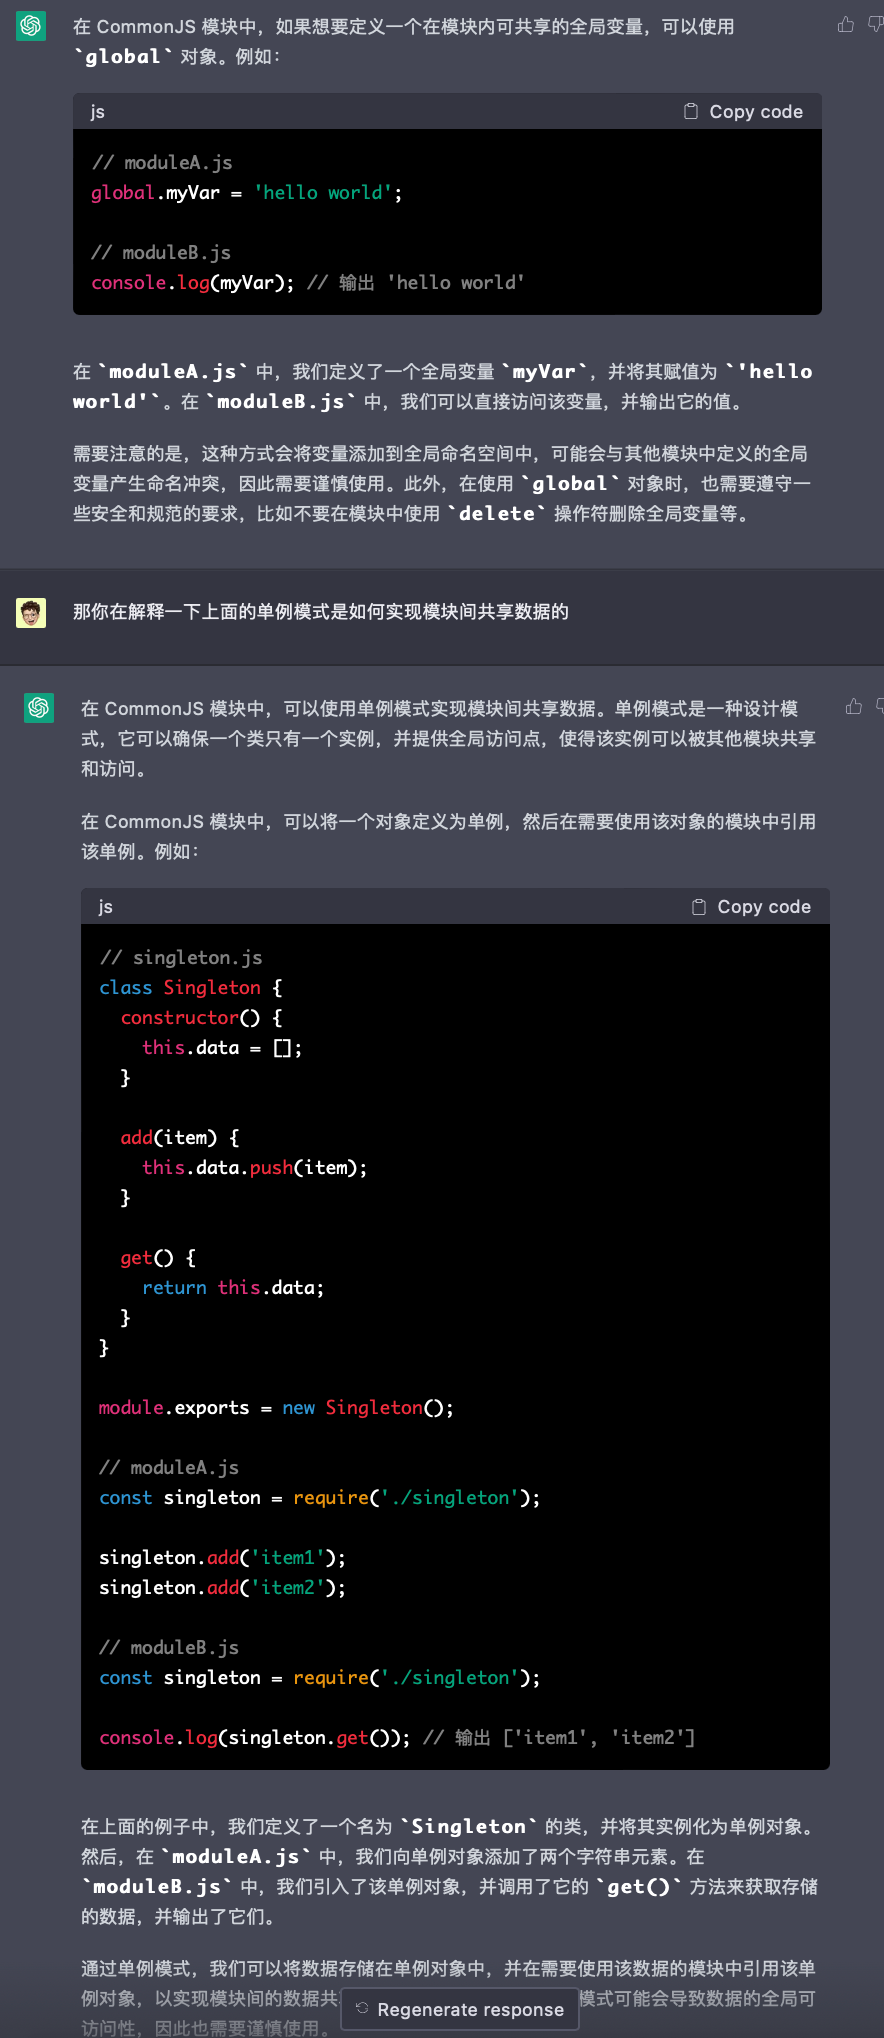 在 CommonJS 模块中，如果想要定义一个在模块内可共享的全局变量，可以使用
`global` 对象。例如：
js
Copy code
// moduleA.js
global.myVar = 'hello world';
// moduleB.js
console.log(myVar); // 输出 'hello world'
在 `moduleA.js` 中，我们定义了一个全局变量 `myVar`，并将其赋值为 `'hello
world'`。在 `moduleB.js` 中，我们可以直接访问该变量，并输出它的值。
需要注意的是，这种方式会将变量添加到全局命名空间中，可能会与其他模块中定义的全局
变量产生命名冲突，因此需要谨慎使用。此外，在使用 `global` 对象时，也需要遵守一
些安全和规范的要求，比如不要在模块中使用 `delete` 操作符删除全局变量等。
那你在解释一下上面的单例模式是如何实现模块间共享数据的
在 CommonJS 模块中，可以使用单例模式实现模块间共享数据。单例模式是一种设计模
式，它可以确保一个类只有一个实例，并提供全局访问点，使得该实例可以被其他模块共享
和访问。
在 CommonJS 模块中，可以将一个对象定义为单例，然后在需要使用该对象的模块中引用
该单例。例如：
js
Copy code
// singleton.js
class Singleton {
  constructor() {
    this.data = [];
  }
  add(item) {
    this.data.push(item);
  }
  get() {
    return this.data;
  }
}
module.exports = new Singleton();
// moduleA.js
const singleton = require('./singleton');
singleton.add('item1');
singleton.add('item2');
// moduleB.js
const singleton = require('./singleton');
console.log(singleton.get()); // 输出 ['item1', 'item2']
在上面的例子中，我们定义了一个名为 `Singleton` 的类，并将其实例化为单例对象。
然后，在 `moduleA.js` 中，我们向单例对象添加了两个字符串元素。在
`moduleB.js` 中，我们引入了该单例对象，并调用了它的 `get()` 方法来获取存储
的数据，并输出了它们。
通过单例模式，我们可以将数据存储在单例对象中，并在需要使用该数据的模块中引用该单
例对象，以实现模块间的数据共
模式可能会导致数据的全局可
Regenerate response
访问性，因此也需要谨慎使用。